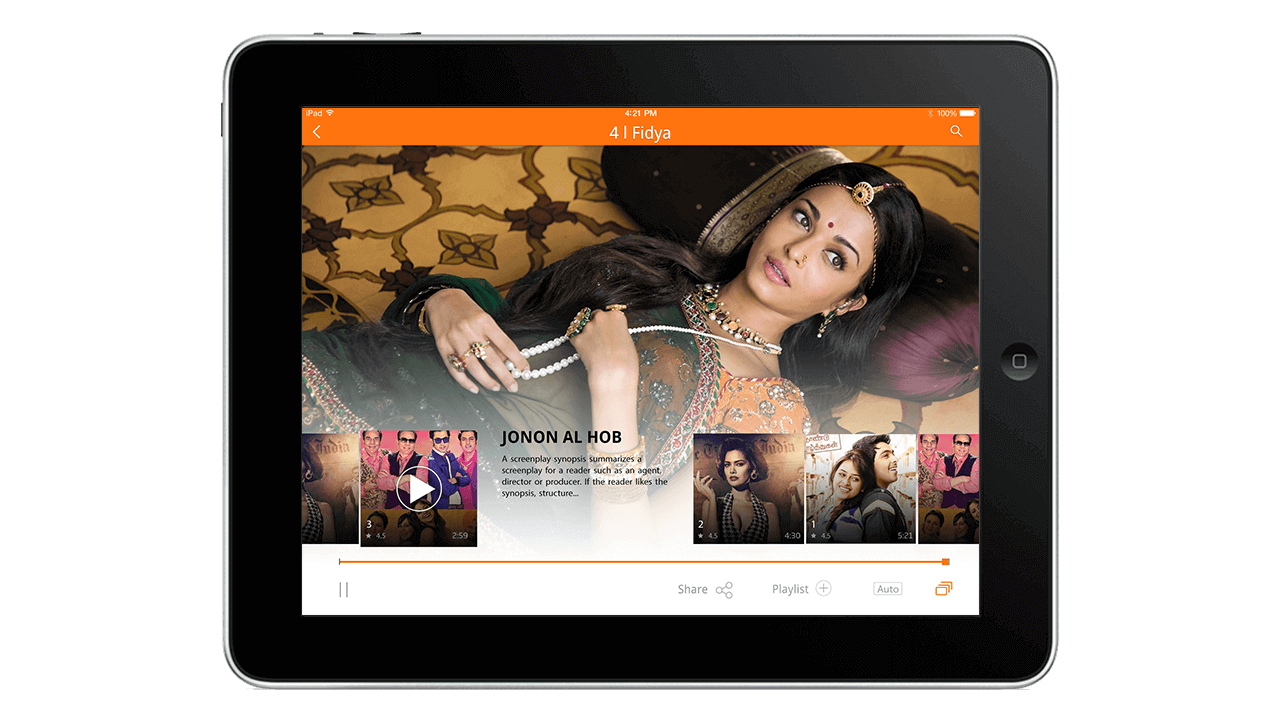 iPad
4:21 PM
100%
4 l Fidya
JONON AL HOB
A screenplay synopsis summarizes a
screenplay for a reader such as an agent,
director or producer. If the reader likes the
synopsis, structure...
3
4.5
2:59
India
2
4.5
4:30
1
4.5
5:21
Share
Playlist
Auto